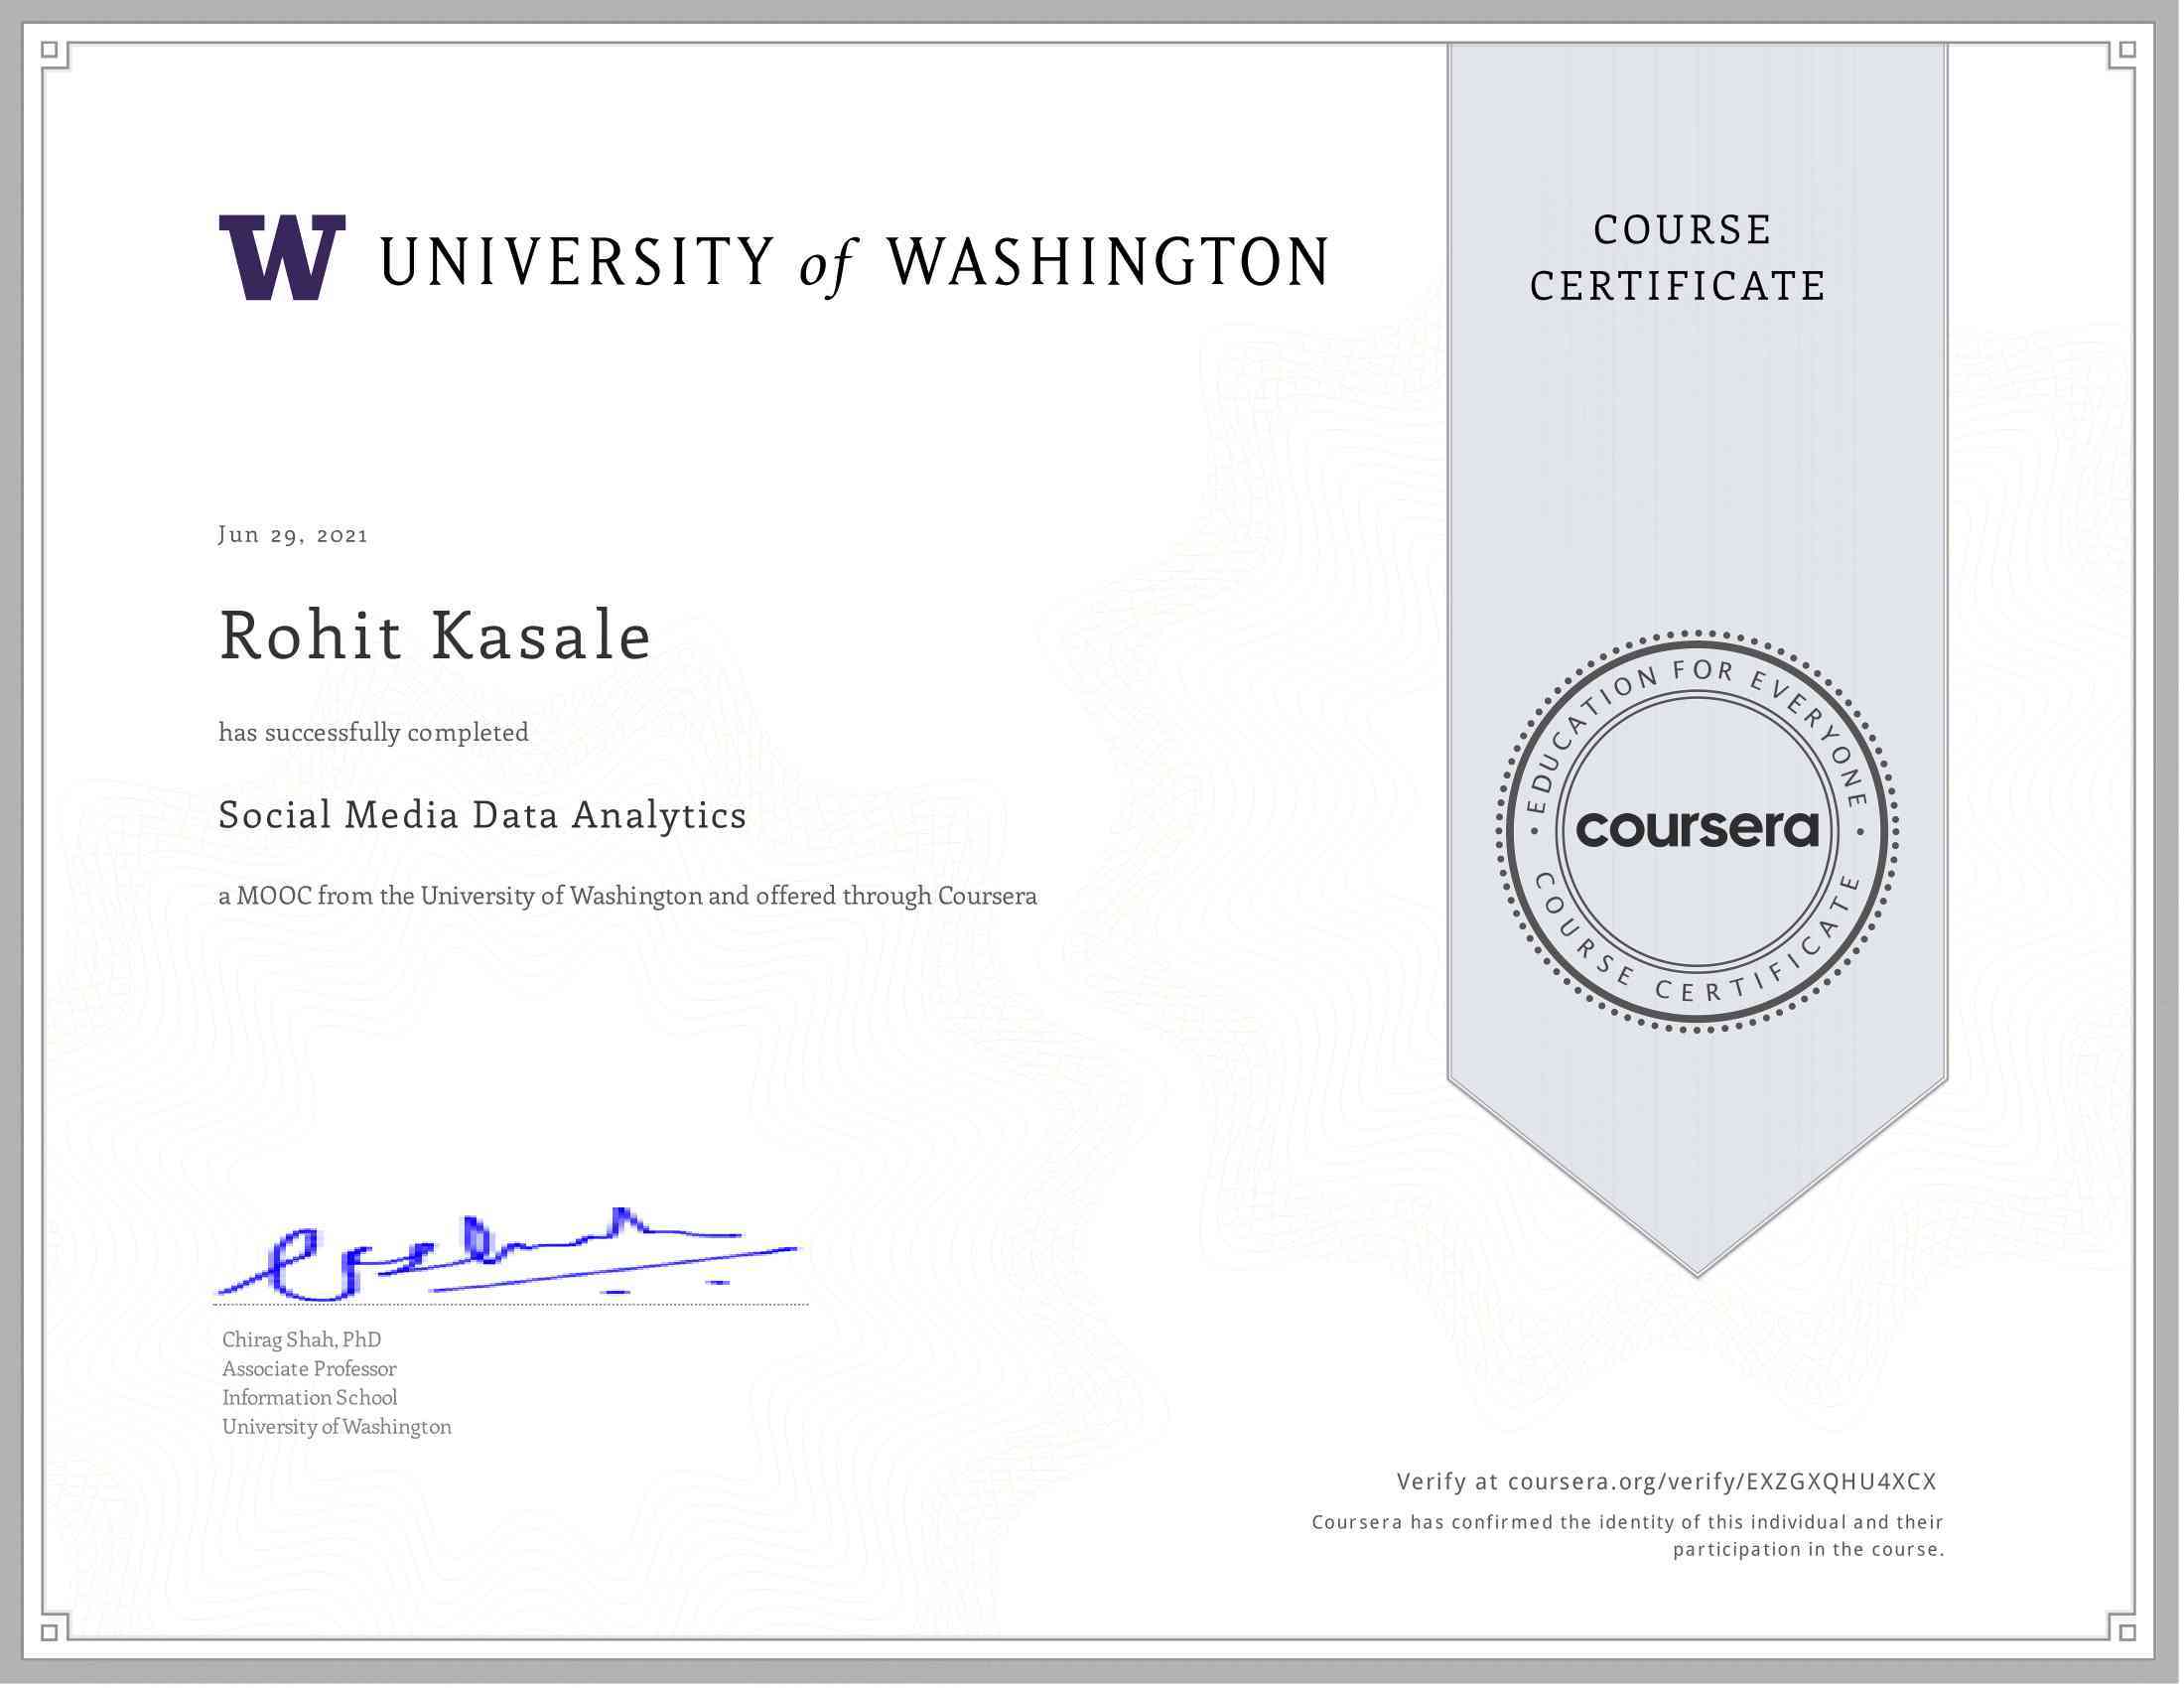 W UNIVERSITY of WASHINGTON
COURSE
CERTIFICATE
Jun 29, 2021
Rohit Kasale
has successfully completed
Social Media Data Analytics
a MOOC from the University of Washington and offered through Coursera
EDUCATION FOR EVERYONE
coursera
COURSE CERTIFICATE
Chirag Shah, PhD
Associate Professor
Information School
University of Washington
Verify at coursera.org/verify/EXZGXQHU4XCX
Coursera has confirmed the identity of this individual and their
participation in the course.